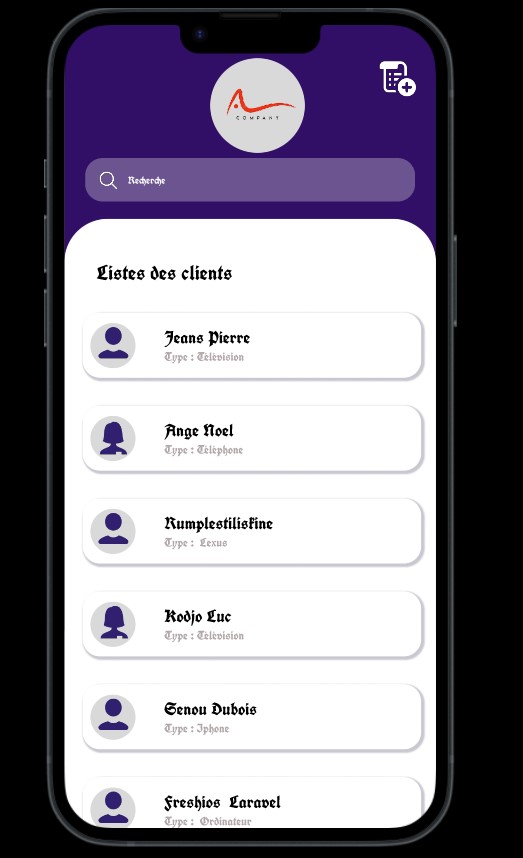 COMPANY
Recherche
Listes des clients
Jeans Pierre
Type : Télévision
Ange Noel
Type : Téléphone
Rumplestiliskine
Type : Lexus
Kodjo Luc
Type : Télévision
Senou Dubois
Type : Iphone
Freshios Laravel
Type : Ordinateur